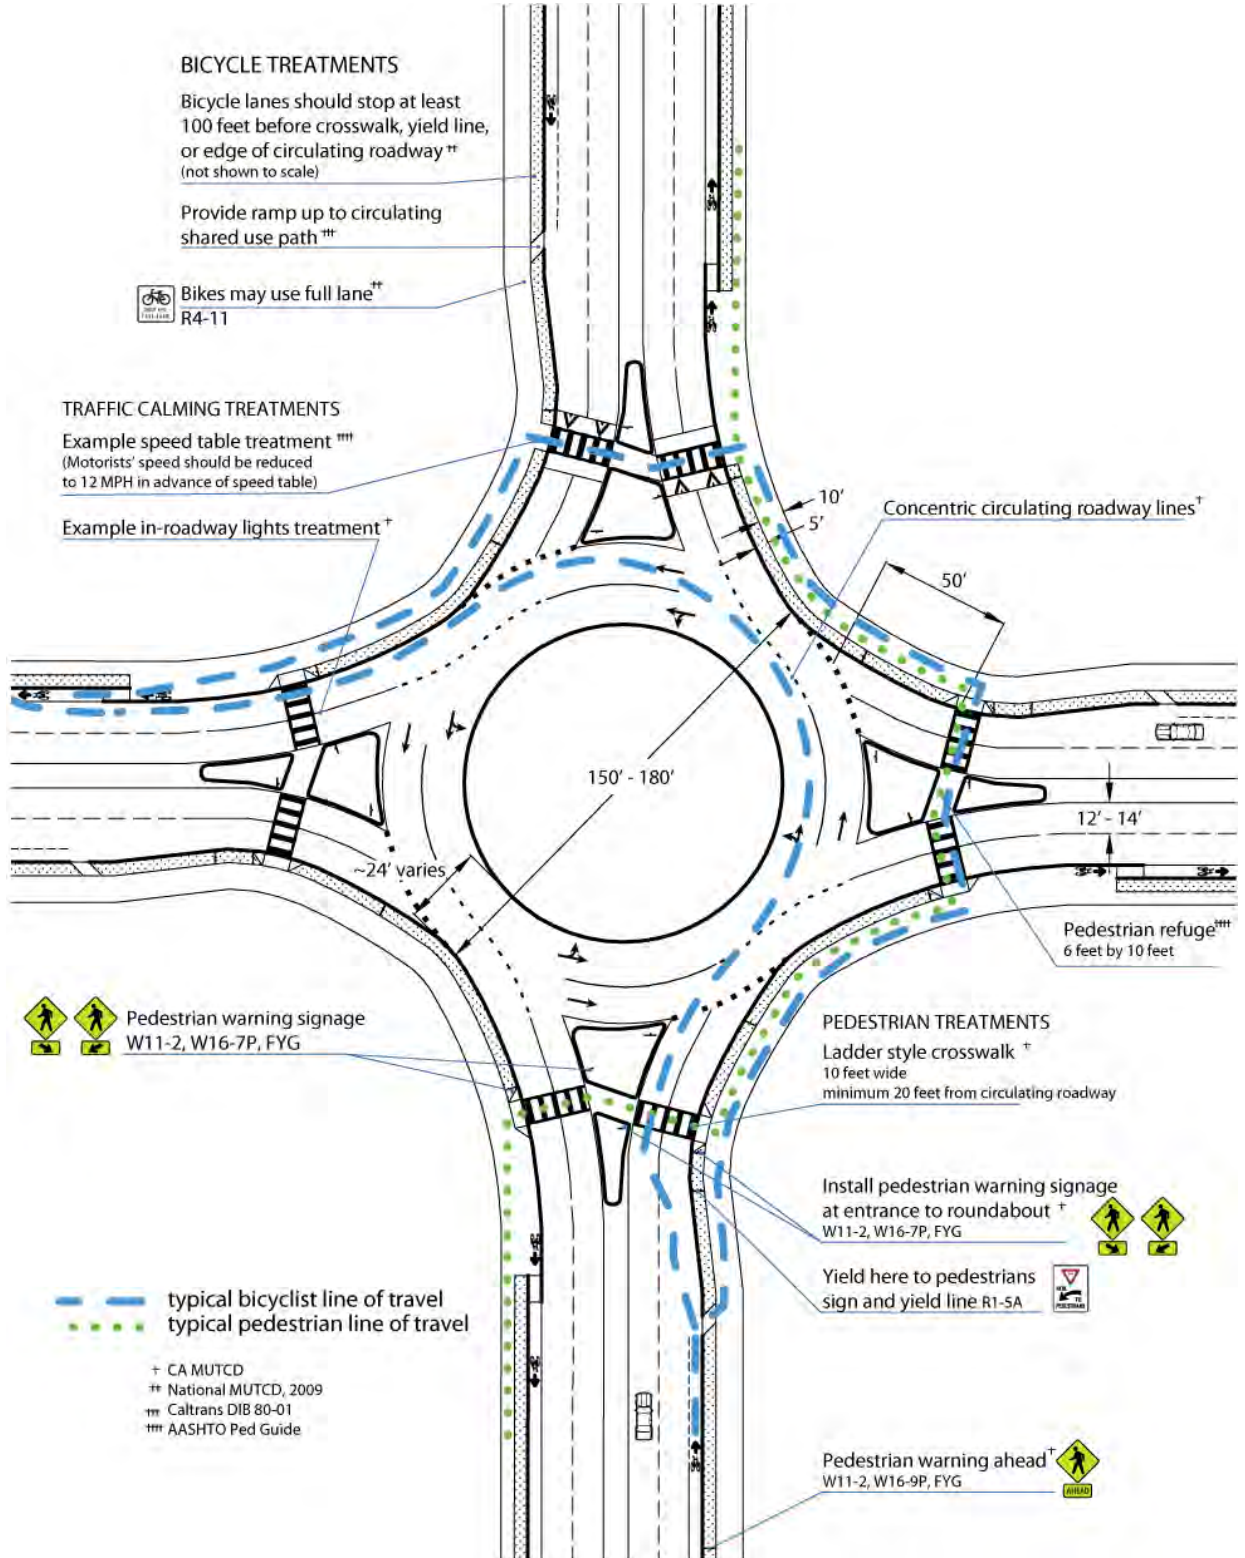 BICYCLE TREATMENTS
Bicycle lanes should stop at least
100 feet before crosswalk, yield line,
or edge of circulating roadway ††
(not shown to scale)
Provide ramp up to circulating
shared use path †††
Bikes may use full lane ††
R4-11
TRAFFIC CALMING TREATMENTS
Example speed table treatment ††††
(Motorists' speed should be reduced
to 12 MPH in advance of speed table)
Example in-roadway lights treatment †
10'
5'
Concentric circulating roadway lines †
50'
150' - 180'
12' - 14'
~24' varies
Pedestrian refuge ††††
6 feet by 10 feet
Pedestrian warning signage
W11-2, W16-7P, FYG
PEDESTRIAN TREATMENTS
Ladder style crosswalk †
10 feet wide
minimum 20 feet from circulating roadway
Install pedestrian warning signage
at entrance to roundabout †
W11-2, W16-7P, FYG
Yield here to pedestrians
sign and yield line R1-5A
TO
PEDESTRIANS
typical bicyclist line of travel
typical pedestrian line of travel
† CA MUTCD
†† National MUTCD, 2009
††† Caltrans DIB 80-01
†††† AASHTO Ped Guide
Pedestrian warning ahead †
W11-2, W16-9P, FYG
AHEAD